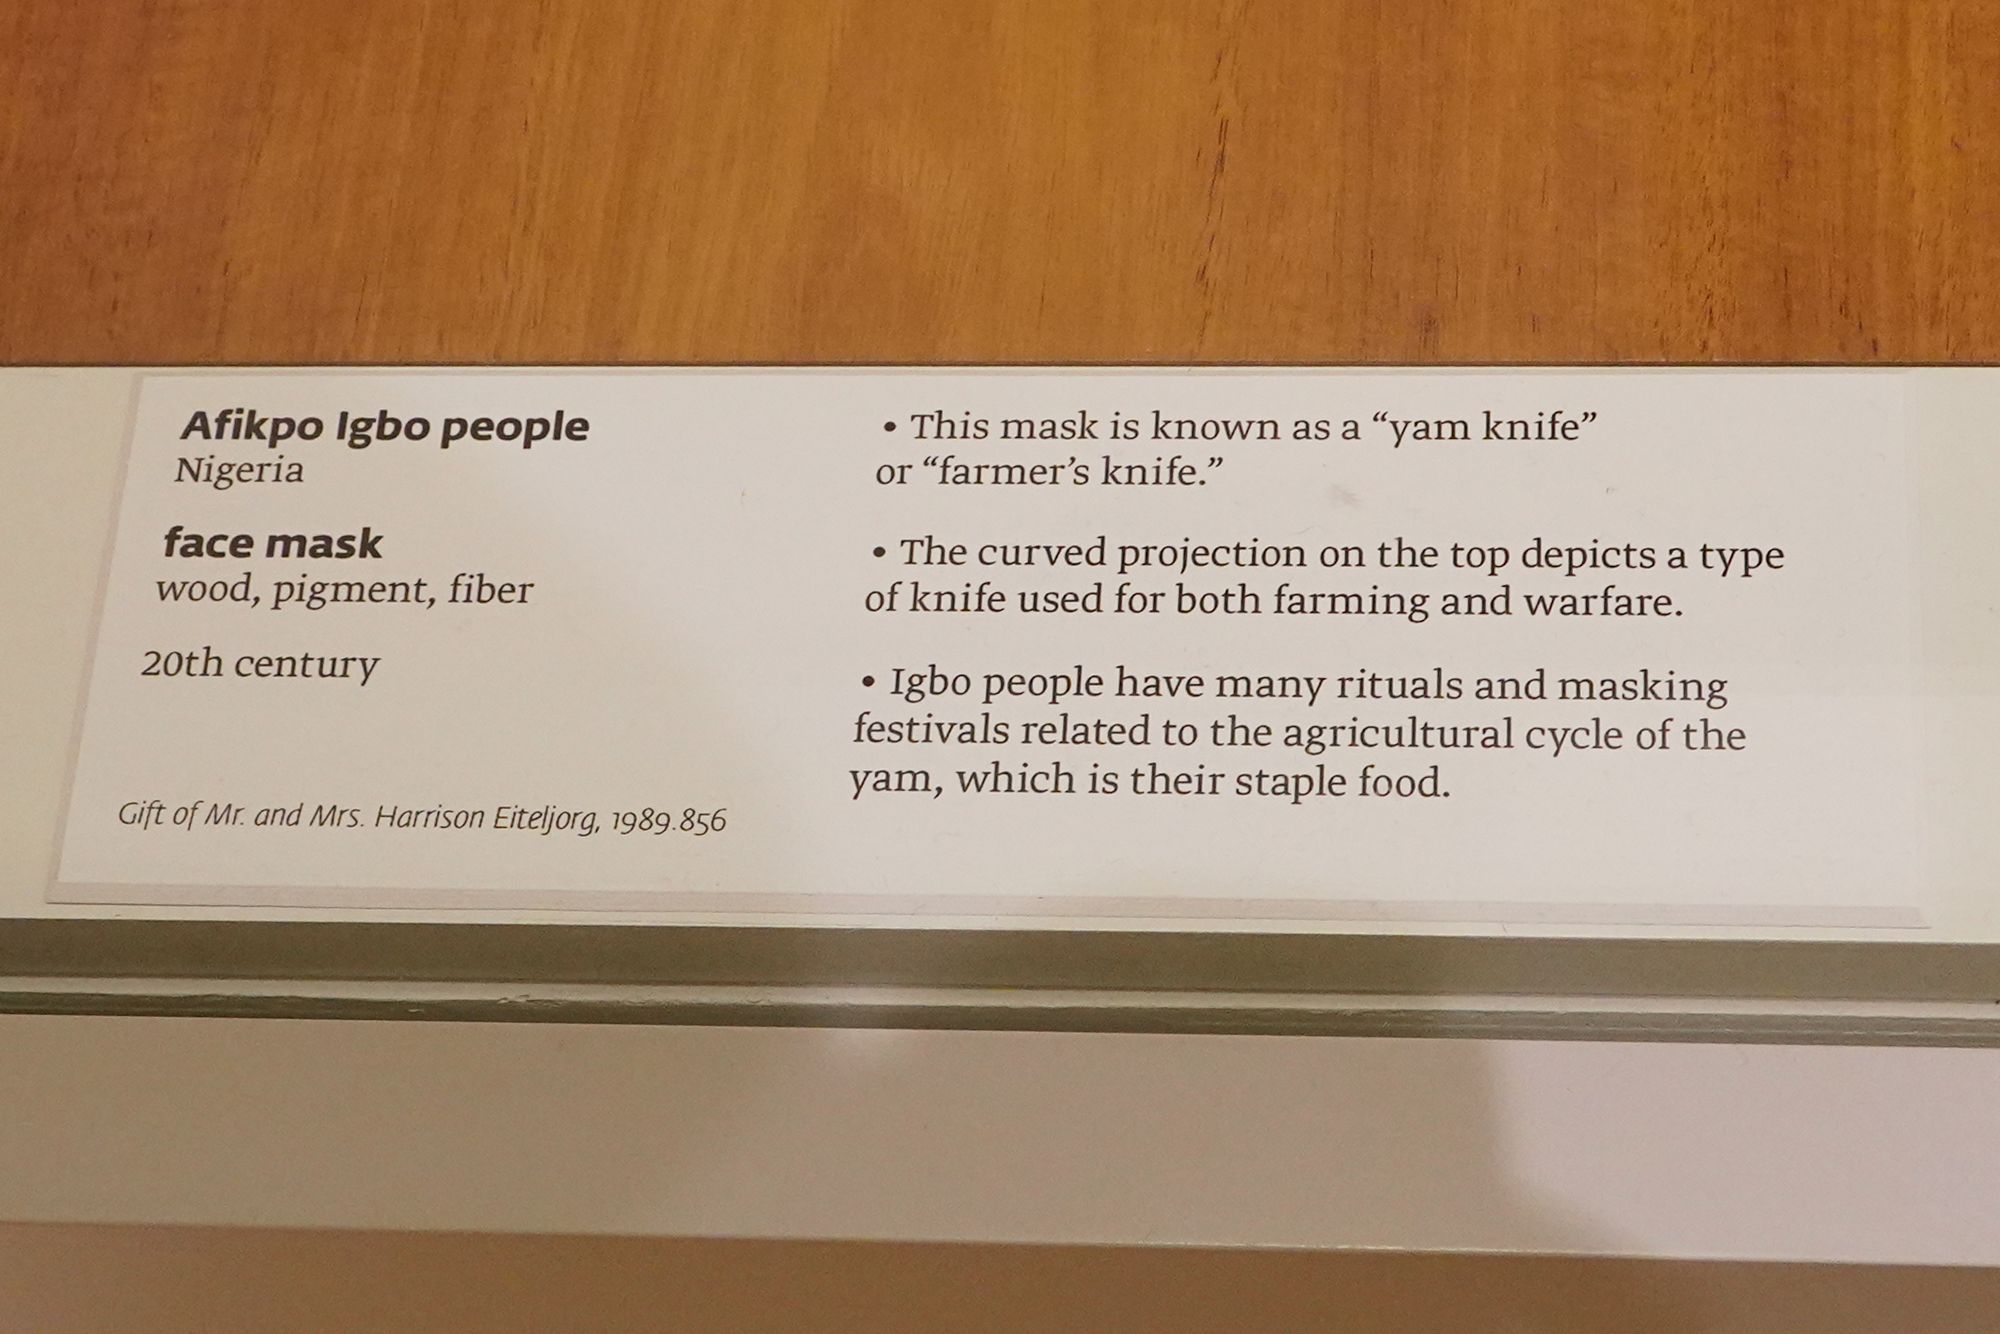 Afikpo Igbo people
Nigeria
face mask
wood, pigment, fiber
20th century
Gift of Mr. and Mrs. Harrison Eiteljorg, 1989.856
• This mask is known as a “yam knife”
or “farmer’s knife.”
• The curved projection on the top depicts a type
of knife used for both farming and warfare.
• Igbo people have many rituals and masking
festivals related to the agricultural cycle of the
yam, which is their staple food.